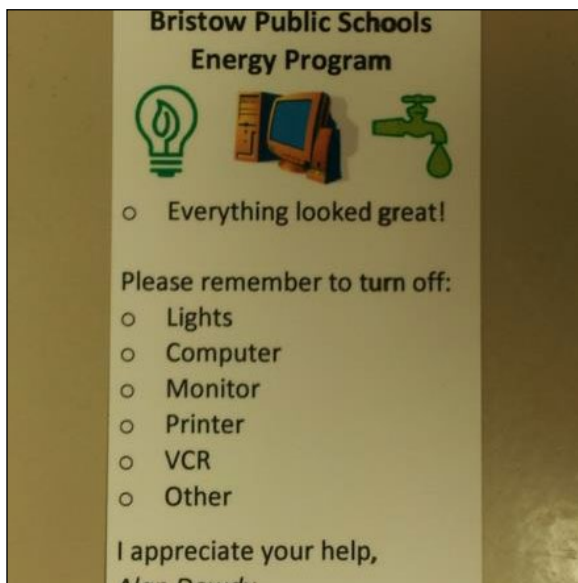 Bristow Public Schools
Energy Program
o Everything looked great!
Please remember to turn off:
o Lights
o Computer
o Monitor
o Printer
o VCR
o Other
I appreciate your help,